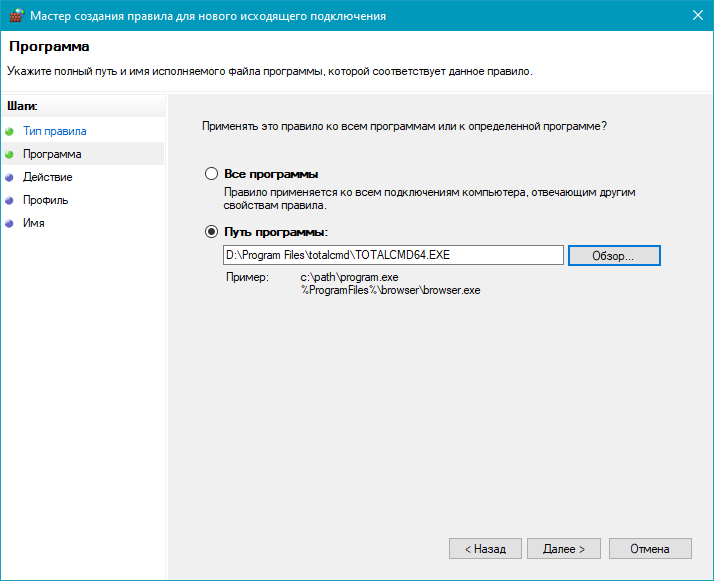 Мастер создания правила для нового исходящего подключения
Программа
Укажите полный путь и имя исполняемого файла программы, которой соответствует данное правило.
Шаги:
Тип правила
Программа
Действие
Профиль
Имя
Применять это правило ко всем программам или к определенной программе?
Все программы
Правило применяется ко всем подключениям компьютера, отвечающим другим
свойствам правила.
Путь программы:
D:\Program Files\totalcmd\TOTALCMD64.EXE
Обзор...
Пример: c:\path\program.exe
%ProgramFiles%\browser\browser.exe
< Назад
Далее >
Отмена